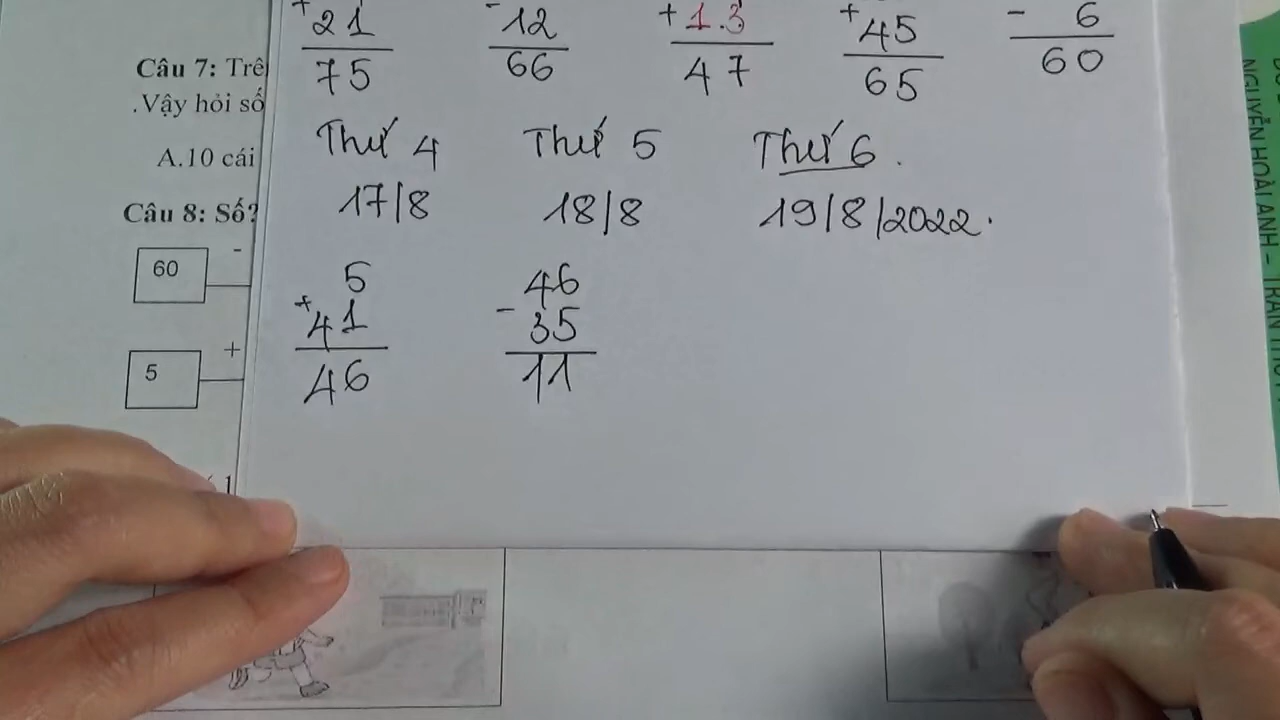 + 21 - 12 + 1.3 + 45 - 6
75 66 47 65 60
Câu 7: Trê
.Vậy hỏi số
A.10 cái
Câu 8: Số?
60 -
5 +
Thứ 4 Thứ 5 Thứ 6.
17/8 18/8 19/8/2022.
5 46
+ 41 - 35
46 11
NGUYỄN HOÀI ANH –